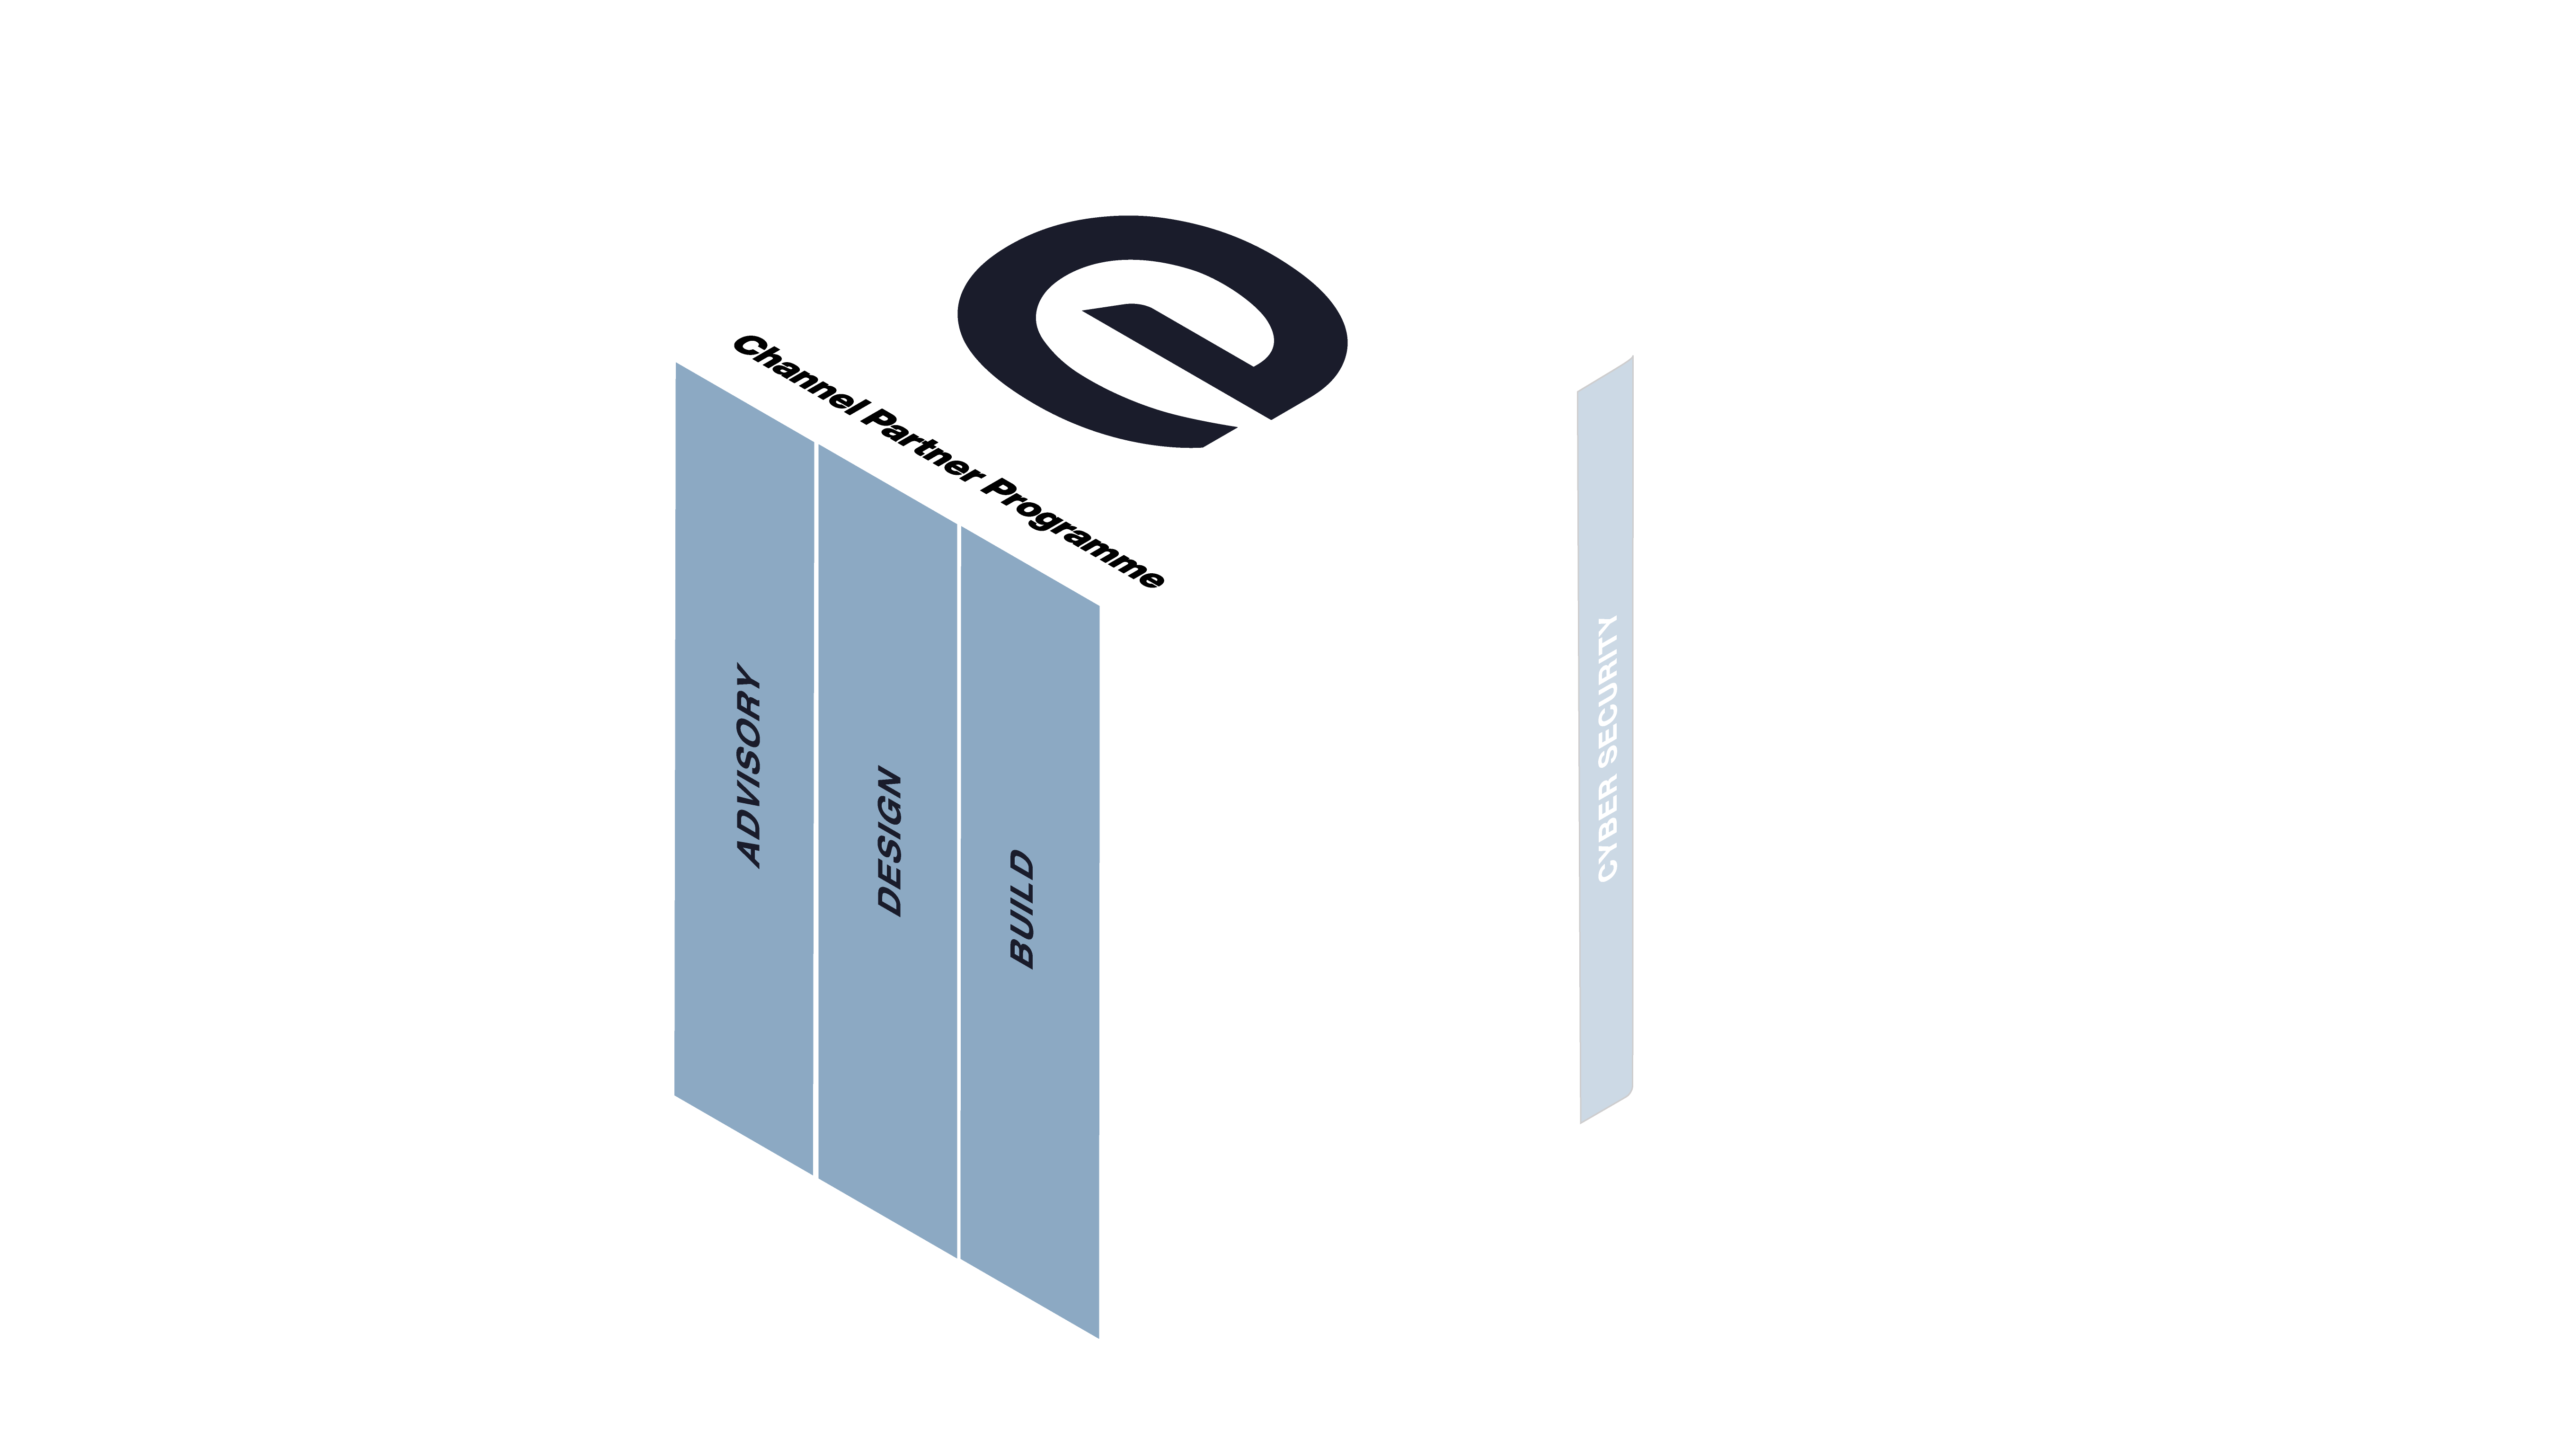 e
Channel Partner Programme
ADVISORY
DESIGN
BUILD
CYBER SECURITY